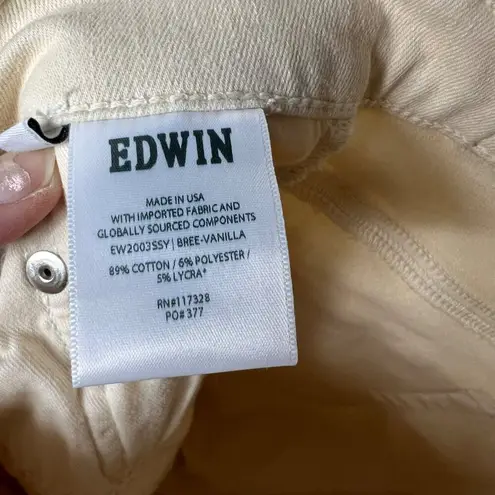 EDWIN
MADE IN USA
WITH IMPORTED FABRIC AND
GLOBALLY SOURCED COMPONENTS
EW2003SSY | BREE-VANILLA
89% COTTON / 6% POLYESTER /
5% LYCRA*
RN#117328
PO# 377